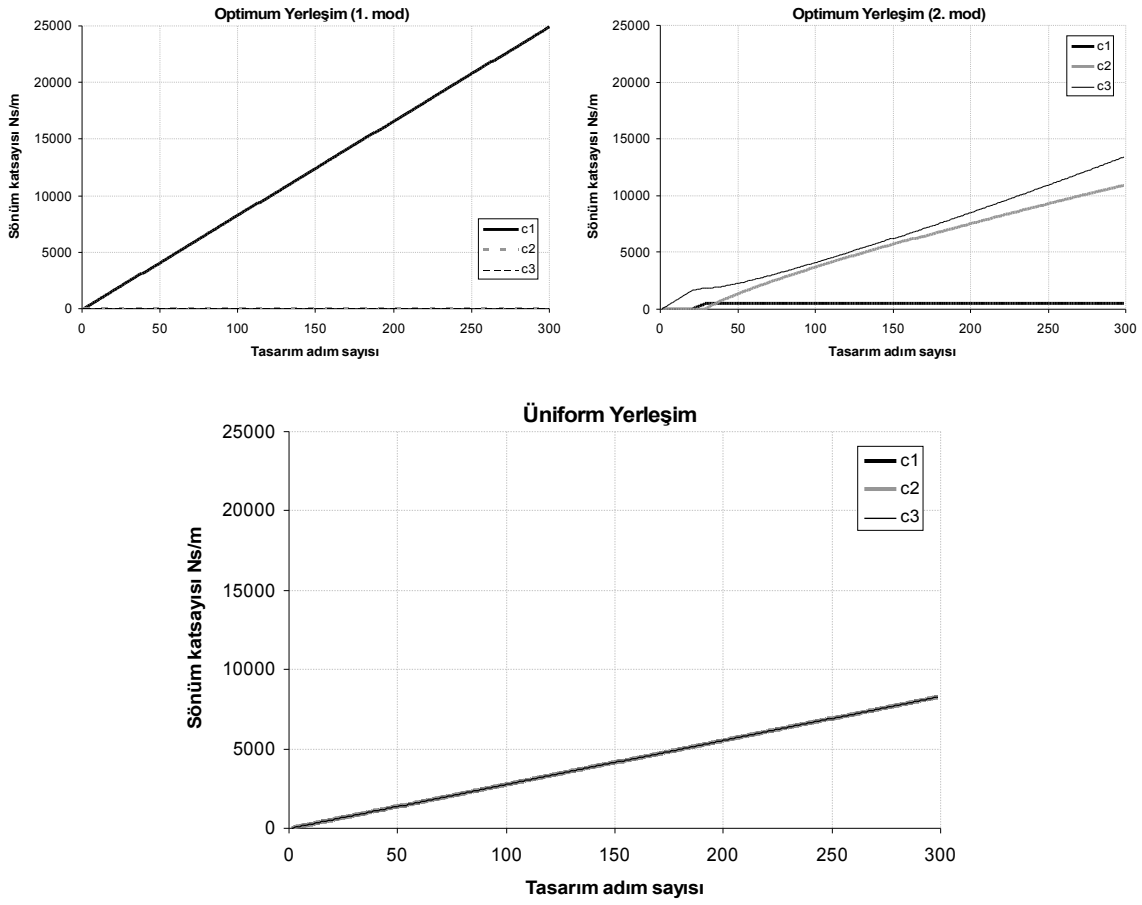 Optimum Yerleşim (1. mod)
Sönüm katsayısı Ns/m
25000
20000
15000
10000
5000
0
0 50 100 150 200 250 300
Tasarım adım sayısı
c1
c2
c3
Optimum Yerleşim (2. mod)
Sönüm katsayısı Ns/m
25000
20000
15000
10000
5000
0
0 50 100 150 200 250 300
Tasarım adım sayısı
c1
c2
c3
Üniform Yerleşim
Sönüm katsayısı Ns/m
25000
20000
15000
10000
5000
0
0 50 100 150 200 250 300
Tasarım adım sayısı
c1
c2
c3